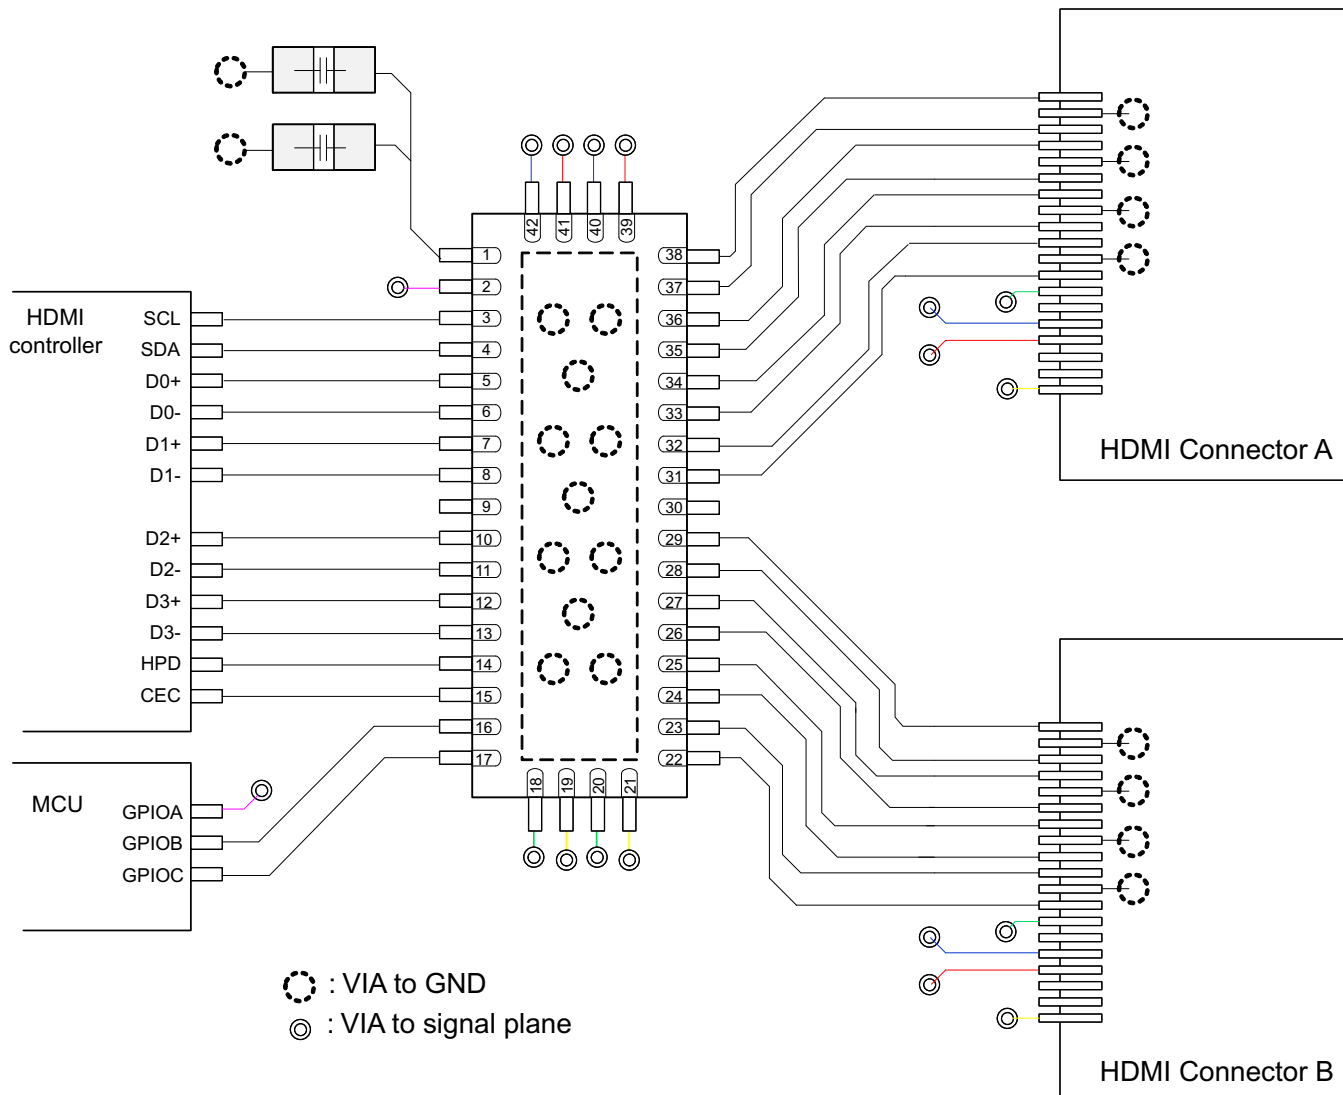 42
41
40
39
1
38
2
37
HDMI
controller
SCL
3
36
SDA
4
35
D0+
5
34
D0-
6
33
D1+
7
32
D1-
8
31
9
30
D2+
10
29
D2-
11
28
D3+
12
27
D3-
13
26
HPD
14
25
CEC
15
24
16
23
17
22
18
19
20
21
MCU
GPIOA
GPIOB
GPIOC
HDMI Connector A
HDMI Connector B
: VIA to GND
: VIA to signal plane